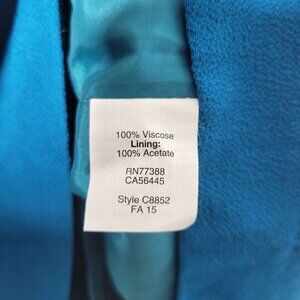 100% Viscose
Lining:
100% Acetate
RN77388
CA56445
Style C8852
FA 15